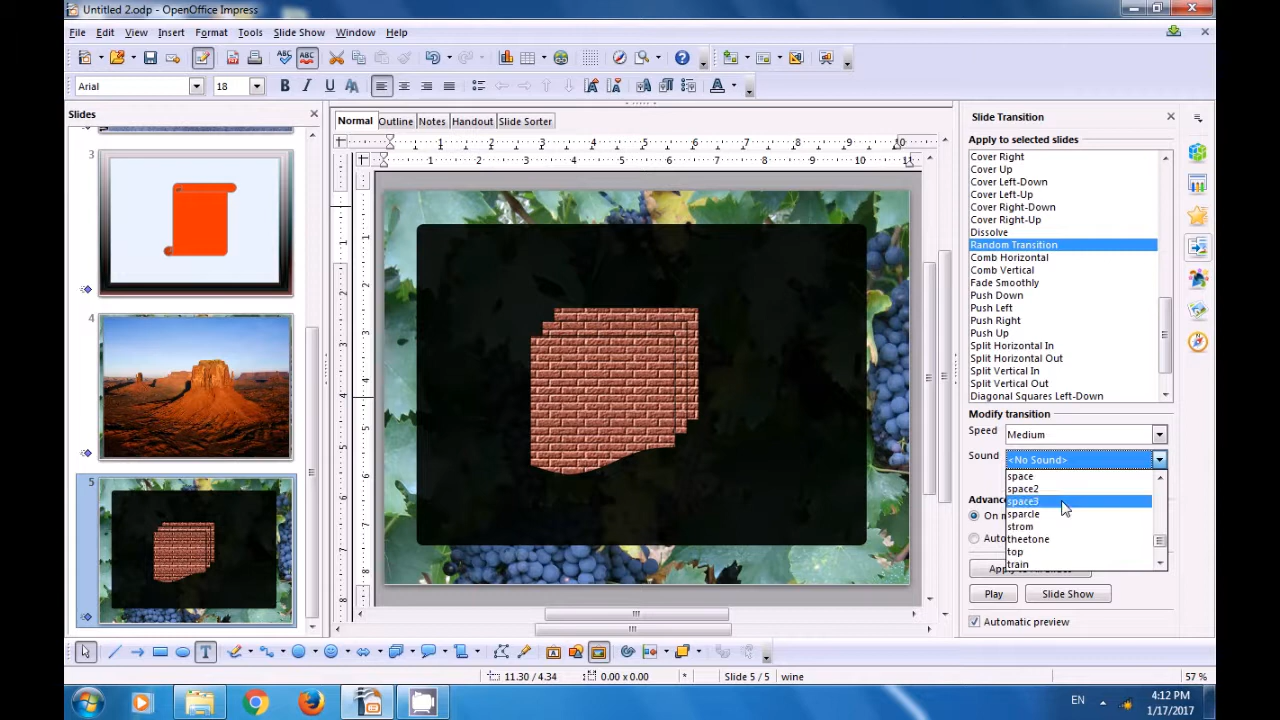 Untitled 2.odp - OpenOffice Impress
File Edit View Insert Format Tools Slide Show Window Help
Arial 18
Slides
Normal Outline Notes Handout Slide Sorter
3
4
5
Slide Transition
Apply to selected slides
Cover Right
Cover Up
Cover Left-Down
Cover Left-Up
Cover Right-Down
Cover Right-Up
Dissolve
Random Transition
Comb Horizontal
Comb Vertical
Fade Smoothly
Push Down
Push Left
Push Right
Push Up
Split Horizontal In
Split Horizontal Out
Split Vertical In
Split Vertical Out
Diagonal Squares Left-Down
Modify transition
Speed Medium
Sound <No Sound>
space
space2
space3
sparcle
strom
theetone
top
train
Advanc
On m
Auto
Play Slide Show
Automatic preview
11.30 / 4.34 0.00 x 0.00 * Slide 5 / 5 wine 57 %
EN 4:12 PM
1/17/2017